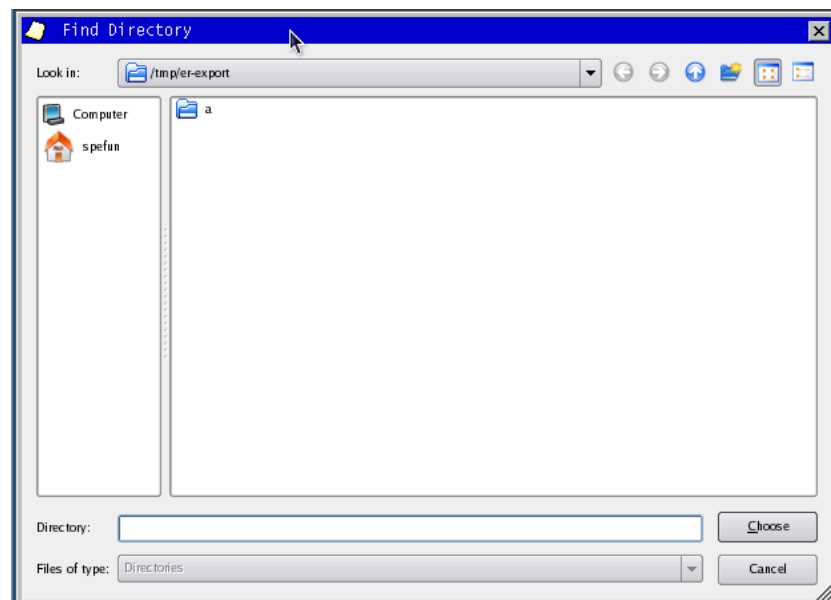 Find Directory
Look in: /tmp/er-export
Computer
spefun
a
Directory: Choose
Files of type: Directories Cancel